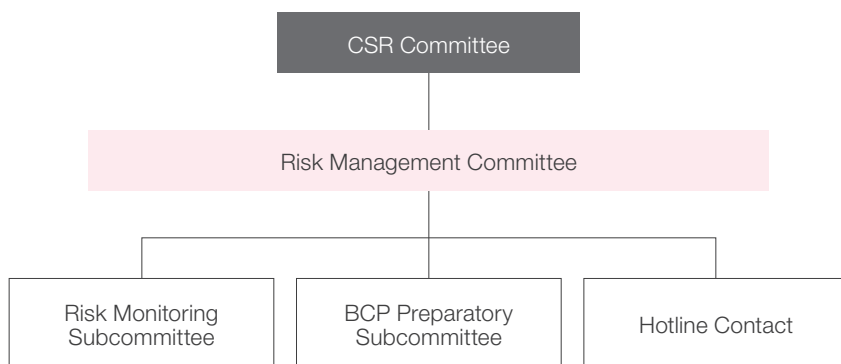 CSR Committee
Risk Management Committee
Risk Monitoring
Subcommittee
BCP Preparatory
Subcommittee
Hotline Contact